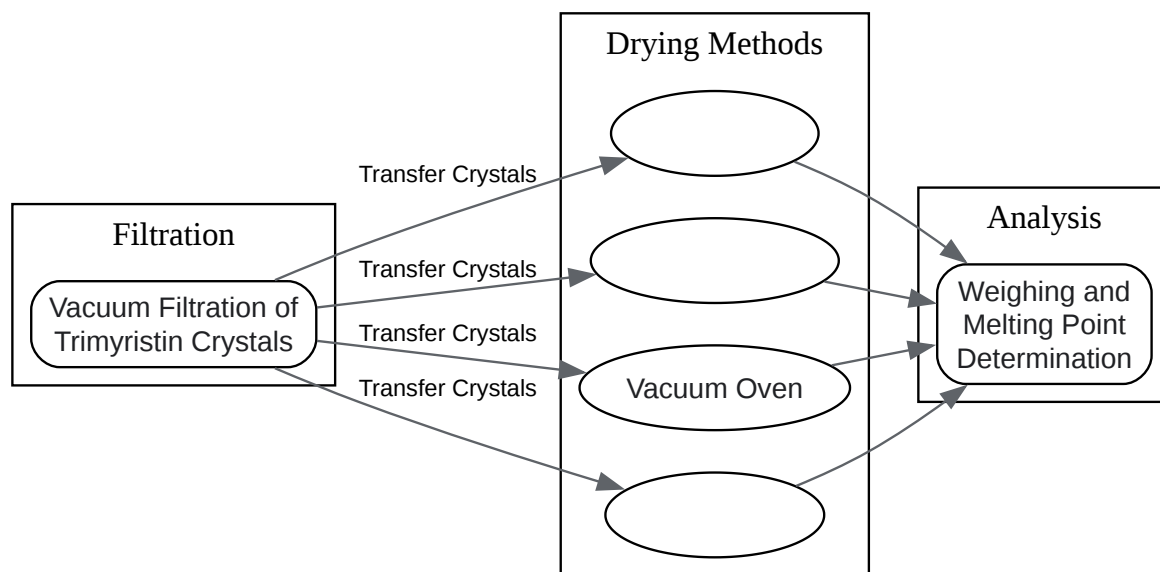 Drying Methods
Transfer Crystals
Filtration
Analysis
Transfer Crystals
Vacuum Filtration of
Trimyristin Crystals
Weighing and
Melting Point
Determination
Transfer Crystals
Vacuum Oven
Transfer Crystals